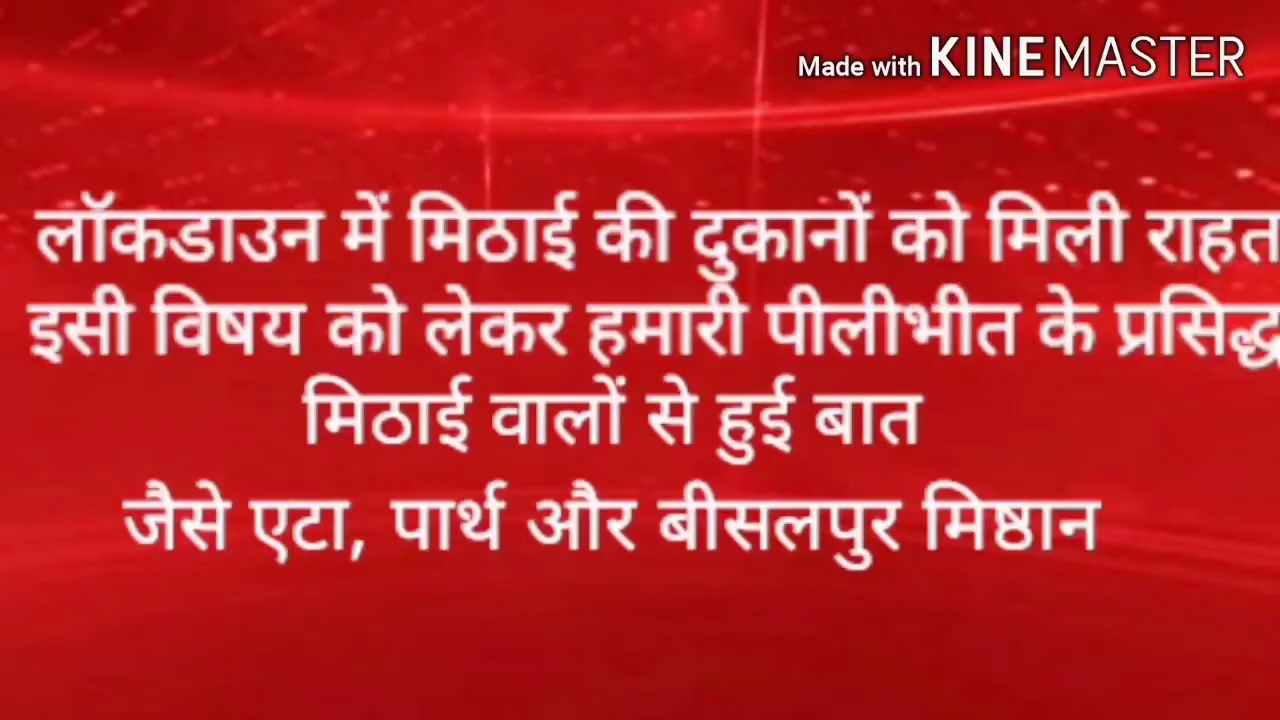 Made with KINEMASTER
लॉकडाउन में मिठाई की दुकानों को मिली राहत
इसी विषय को लेकर हमारी पीलीभीत के प्रसिद्ध
मिठाई वालों से हुई बात
जैसे एटा, पार्थ और बीसलपुर मिष्ठान